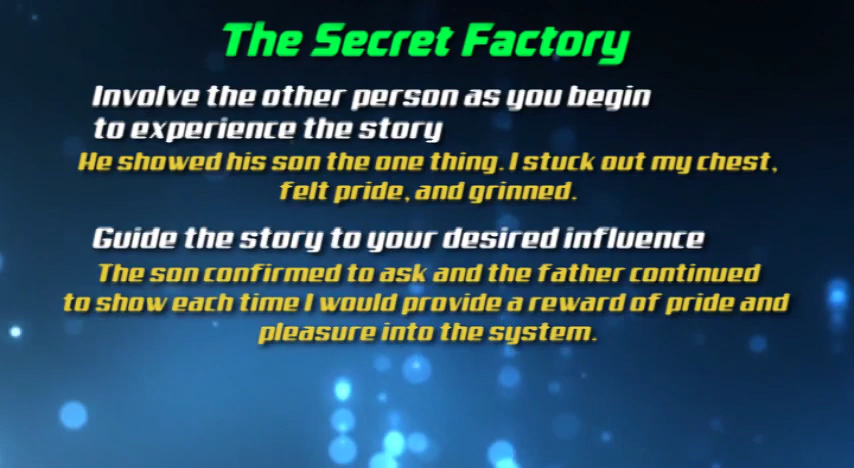 The Secret Factory
Involve the other person as you begin
to experience the story
He showed his son the one thing. I stuck out my chest,
felt pride, and grinned.
Guide the story to your desired influence
The son confirmed to ask and the father continued
to show each time I would provide a reward of pride and
pleasure into the system.